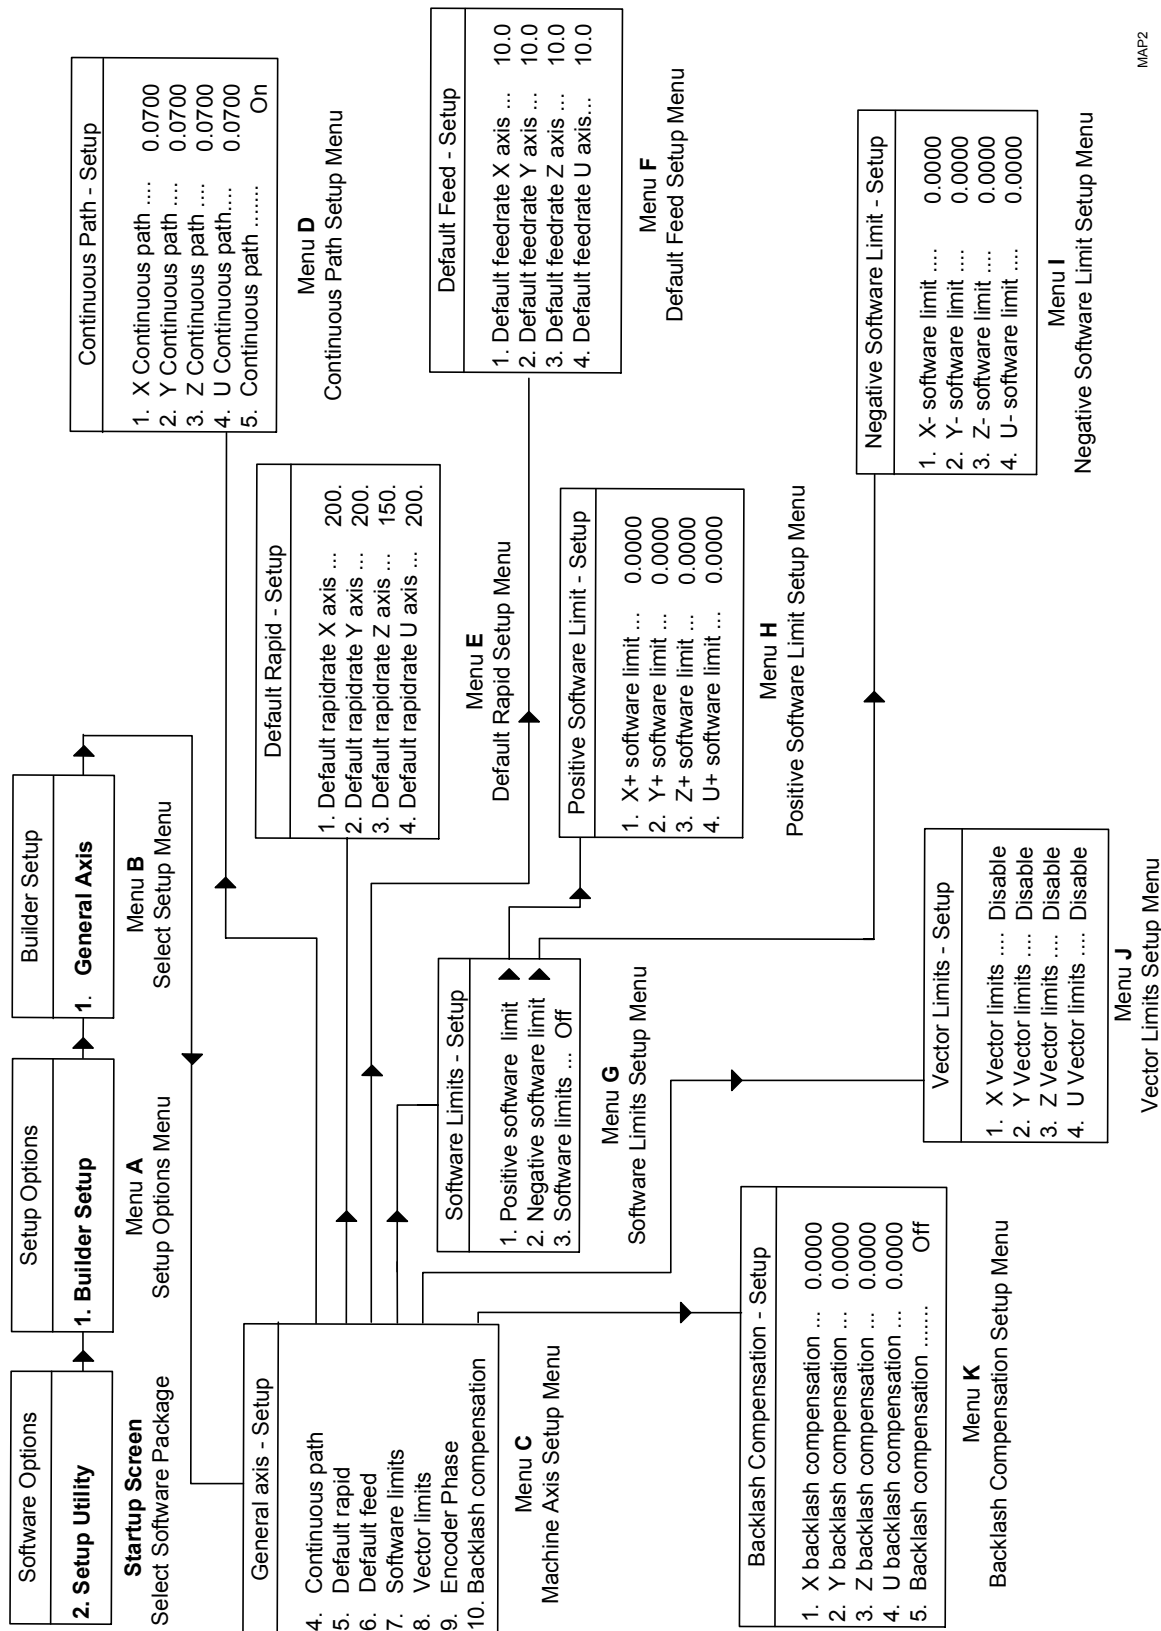 Software Options
2. Setup Utility
Startup Screen
Select Software Package
Setup Options
1. Builder Setup
Menu A
Setup Options Menu
Builder Setup
1. General Axis
Menu B
Select Setup Menu
General axis - Setup
4. Continuous path
5. Default rapid
6. Default feed
7. Software limits
8. Vector limits
9. Encoder Phase
10. Backlash compensation
Menu C
Machine Axis Setup Menu
Continuous Path - Setup
1. X Continuous path .... 0.0700
2. Y Continuous path .... 0.0700
3. Z Continuous path .... 0.0700
4. U Continuous path.... 0.0700
5. Continuous path ....... On
Menu D
Continuous Path Setup Menu
Default Rapid - Setup
1. Default rapidrate X axis ... 200.
2. Default rapidrate Y axis ... 200.
3. Default rapidrate Z axis ... 150.
4. Default rapidrate U axis ... 200.
Menu E
Default Rapid Setup Menu
Default Feed - Setup
1. Default feedrate X axis ... 10.0
2. Default feedrate Y axis ... 10.0
3. Default feedrate Z axis ... 10.0
4. Default feedrate U axis... 10.0
Menu F
Default Feed Setup Menu
Software Limits - Setup
1. Positive software limit
2. Negative software limit
3. Software limits ... Off
Menu G
Software Limits Setup Menu
Positive Software Limit - Setup
1. X+ software limit ... 0.0000
2. Y+ software limit ... 0.0000
3. Z+ software limit ... 0.0000
4. U+ software limit ... 0.0000
Menu H
Positive Software Limit Setup Menu
Negative Software Limit - Setup
1. X- software limit .... 0.0000
2. Y- software limit .... 0.0000
3. Z- software limit .... 0.0000
4. U- software limit .... 0.0000
Menu I
Negative Software Limit Setup Menu
Vector Limits - Setup
1. X Vector limits .... Disable
2. Y Vector limits .... Disable
3. Z Vector limits .... Disable
4. U Vector limits .... Disable
Menu J
Vector Limits Setup Menu
Backlash Compensation - Setup
1. X backlash compensation ... 0.0000
2. Y backlash compensation ... 0.0000
3. Z backlash compensation ... 0.0000
4. U backlash compensation ... 0.0000
5. Backlash compensation ....... Off
Menu K
Backlash Compensation Setup Menu
MAP2